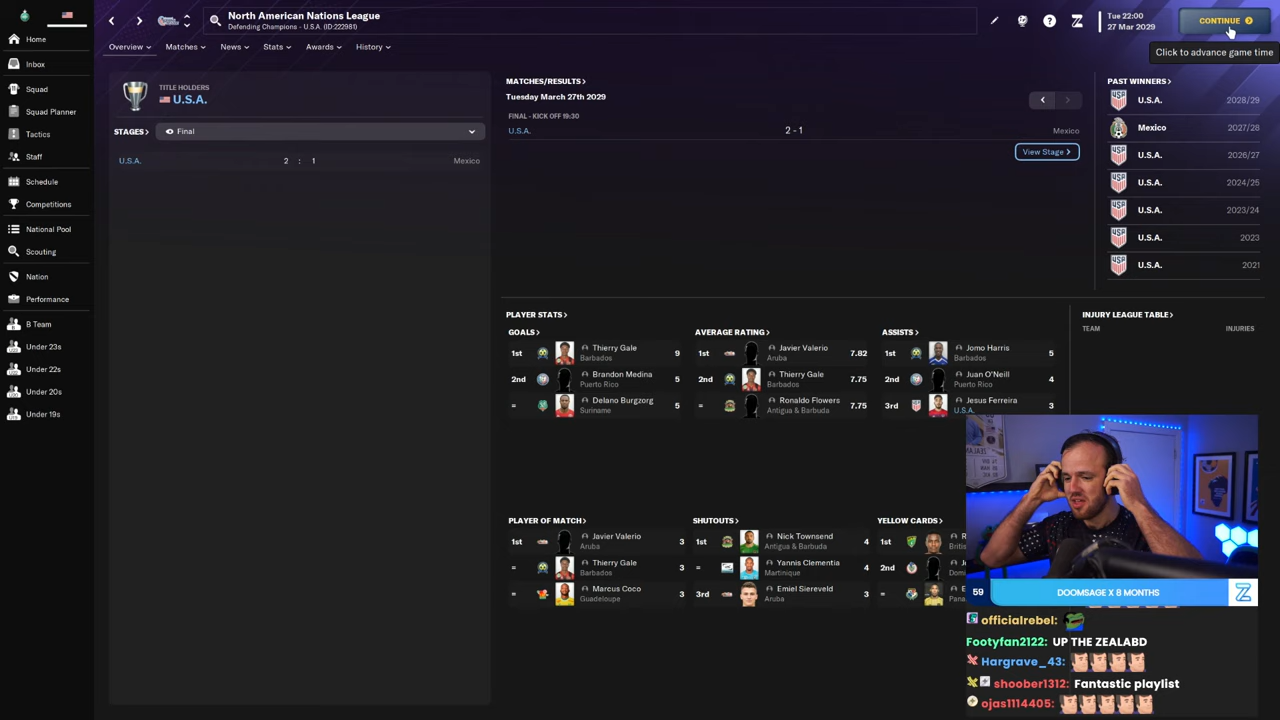 North American Nations League
Defending Champions - U.S.A. (ID:222981)
Tue 22:00
27 Mar 2029
CONTINUE
Click to advance game time
Home
Inbox
Squad
Squad Planner
Tactics
Staff
Schedule
Competitions
National Pool
Scouting
Nation
Performance
B Team
Under 23s
Under 22s
Under 20s
Under 19s
Overview
Matches
News
Stats
Awards
History
TITLE HOLDERS
U.S.A.
STAGES
Final
U.S.A. 2 : 1 Mexico
MATCHES/RESULTS
Tuesday March 27th 2029
FINAL - KICK OFF 19:30
U.S.A. 2 - 1 Mexico
View Stage
PAST WINNERS
U.S.A. 2028/29
Mexico 2027/28
U.S.A. 2026/27
U.S.A. 2024/25
U.S.A. 2023/24
U.S.A. 2023
U.S.A. 2021
PLAYER STATS
GOALS
1st Thierry Gale 9
Barbados
2nd Brandon Medina 5
Puerto Rico
= Delano Burgzorg 5
Suriname
AVERAGE RATING
1st Javier Valerio 7.82
Aruba
2nd Thierry Gale 7.75
Barbados
= Ronaldo Flowers 7.75
Antigua & Barbuda
ASSISTS
1st Jomo Harris 5
Barbados
2nd Juan O'Neill 4
Puerto Rico
3rd Jesus Ferreira 3
U.S.A.
INJURY LEAGUE TABLE
TEAM INJURIES
PLAYER OF MATCH
1st Javier Valerio 3
Aruba
= Thierry Gale 3
Barbados
= Marcus Coco 3
Guadeloupe
SHUTOUTS
1st Nick Townsend 4
Antigua & Barbuda
= Yannis Clementia 4
Martinique
3rd Emiel Siereveld 3
Aruba
YELLOW CARDS
1st R
Britis
2nd J
Domi
= E
Pana
59 DOOMSAGE X 8 MONTHS Z
officialrebel:
Footyfan2122: UP THE ZEALABD
Hargrave_43:
shoober1312: Fantastic playlist
ojas1114405: